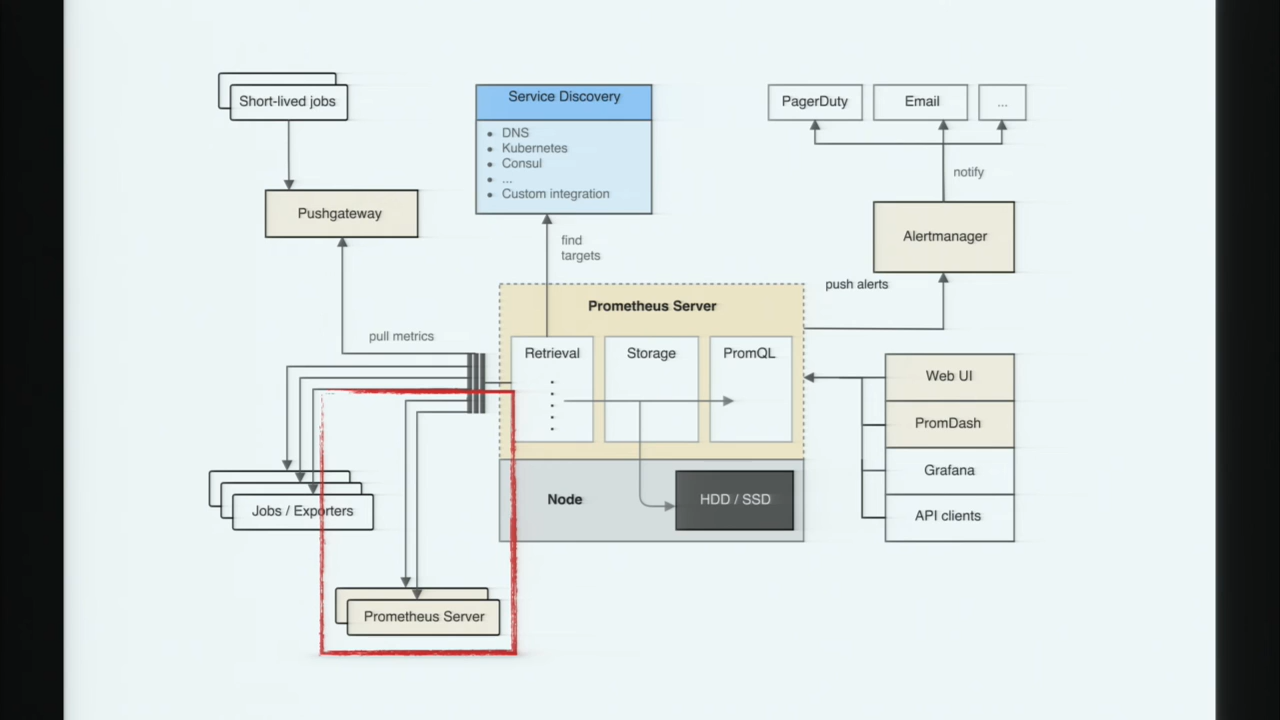 Short-lived jobs
Service Discovery
DNS
Kubernetes
Consul
...
Custom integration
PagerDuty
Email
...
notify
Pushgateway
Alertmanager
find
targets
push alerts
Prometheus Server
pull metrics
Retrieval
Storage
PromQL
Web UI
PromDash
Grafana
API clients
Jobs / Exporters
Node
HDD / SSD
Prometheus Server